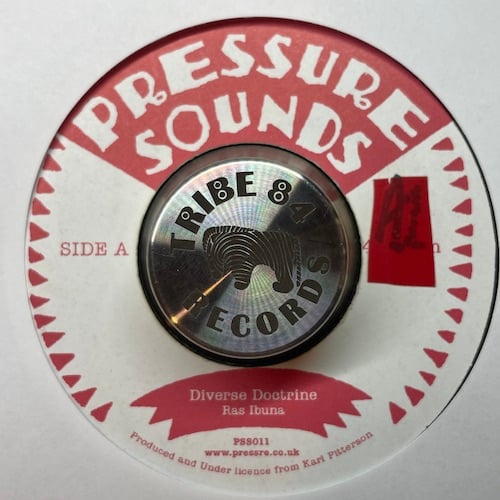 PRESSURE
SOUNDS
TRIBE 84
RECORDS
SIDE A
Diverse Doctrine
Ras Ibuna
PSS011
www.pressre.co.uk
Produced and Under licence from Karl Pitterson